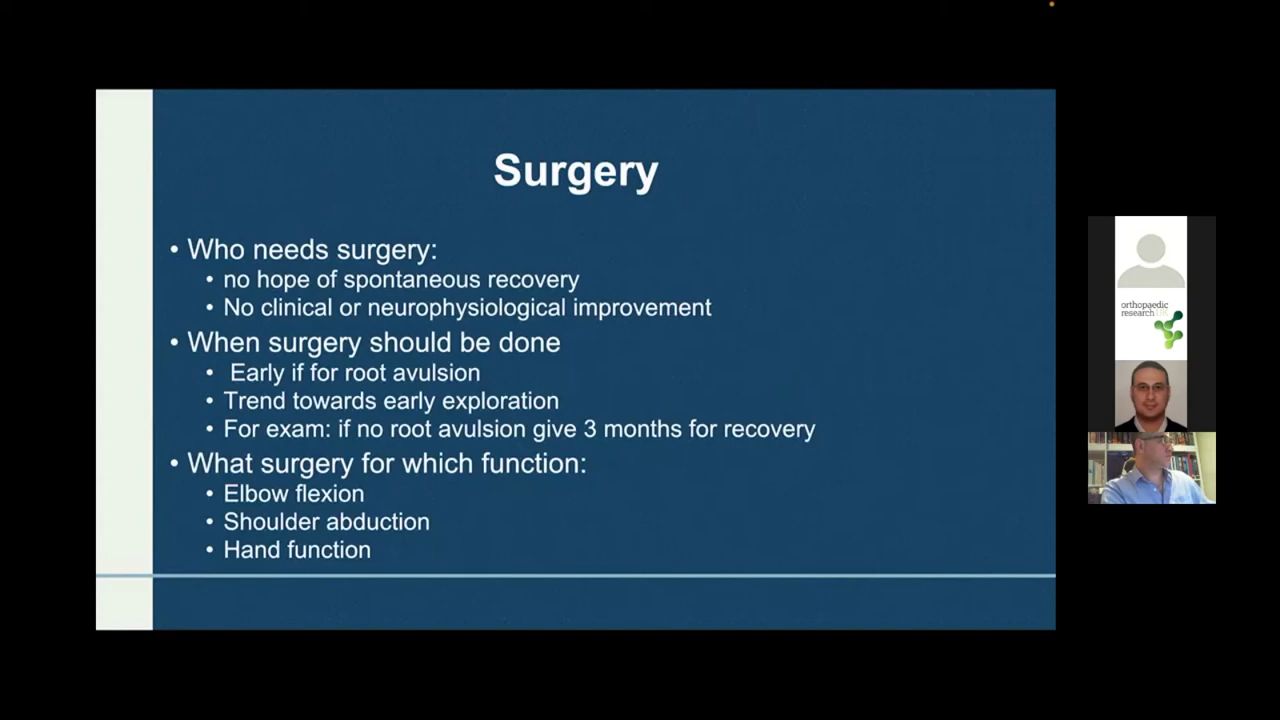 Surgery
• Who needs surgery:
• no hope of spontaneous recovery
• No clinical or neurophysiological improvement
• When surgery should be done
• Early if for root avulsion
• Trend towards early exploration
• For exam: if no root avulsion give 3 months for recovery
• What surgery for which function:
• Elbow flexion
• Shoulder abduction
• Hand function
orthopaedic
research UK